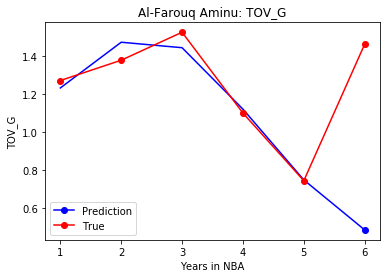 Al-Farouq Aminu: TOV_G
TOV_G
1.4
1.2
1.0
0.8
0.6
Prediction
True
1 2 3 4 5 6
Years in NBA